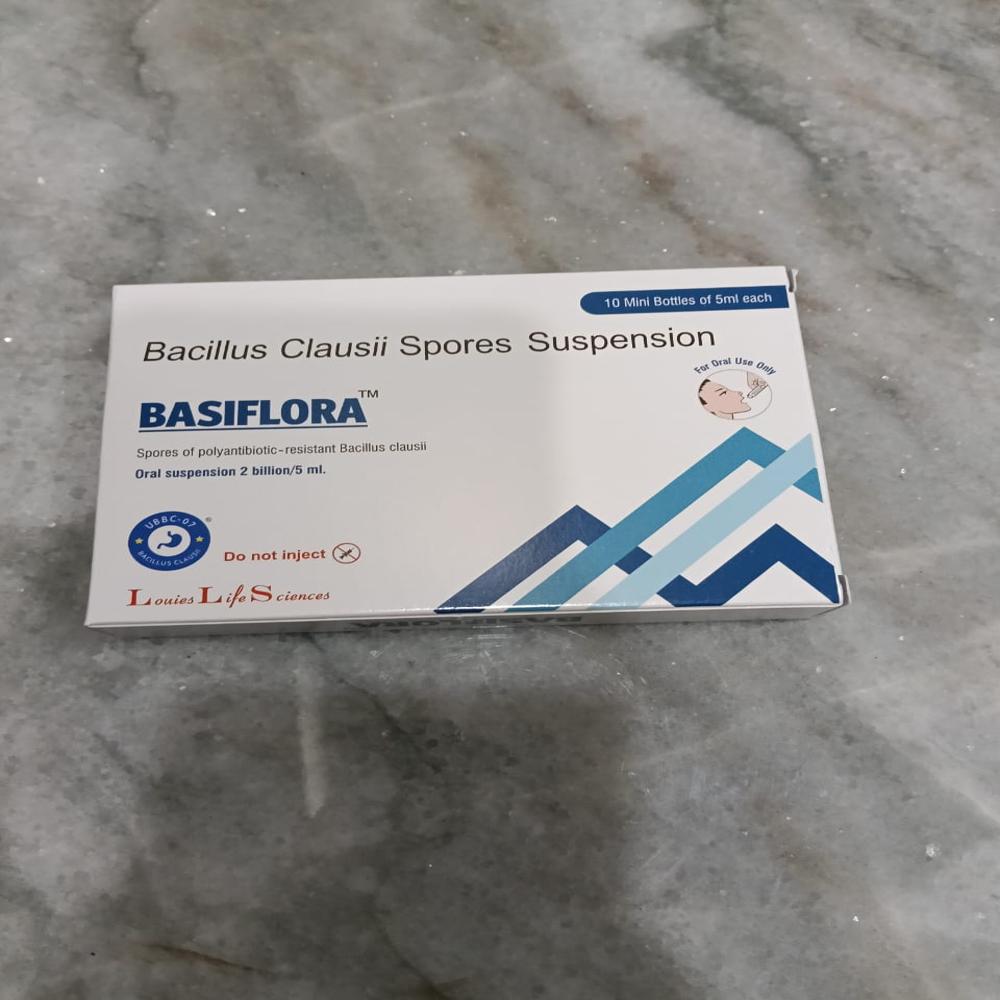 10 Mini Bottles of 5ml each
Bacillus Clausii Spores Suspension
For Oral Use Only
BASIFLORA™
Spores of polyantibiotic-resistant Bacillus clausii
Oral suspension 2 billion/5 ml.
UBBC-07
®
BACILLUS CLAUSII
Do not inject
Louies Life Sciences
BASIFLORA